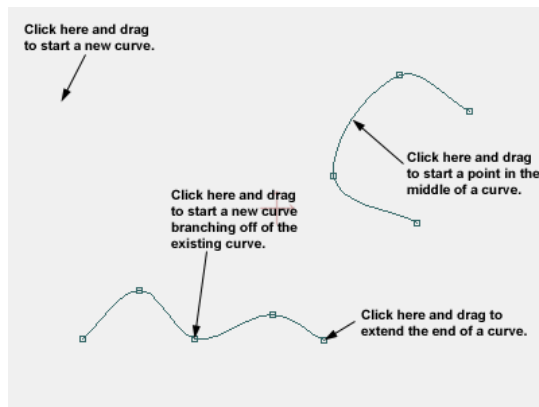 Click here and drag
to start a new curve.
Click here and drag
to start a point in the
middle of a curve.
Click here and drag
to start a new curve
branching off of the
existing curve.
Click here and drag to
extend the end of a curve.